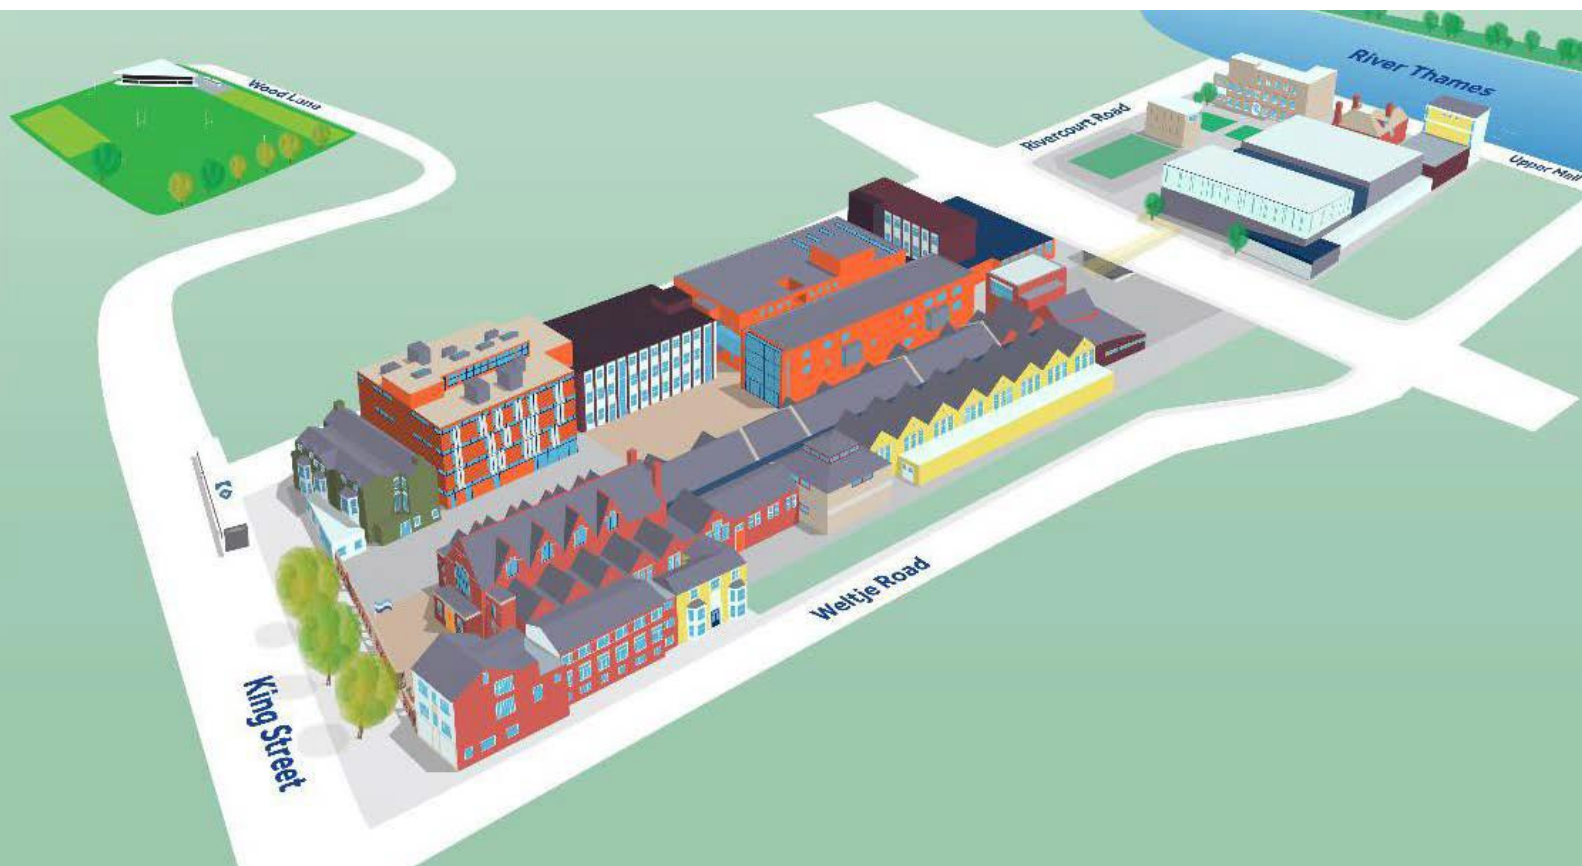 Wood Lane
River Thames
Rivercourt Road
Upper Mall
Weltje Road
King Street